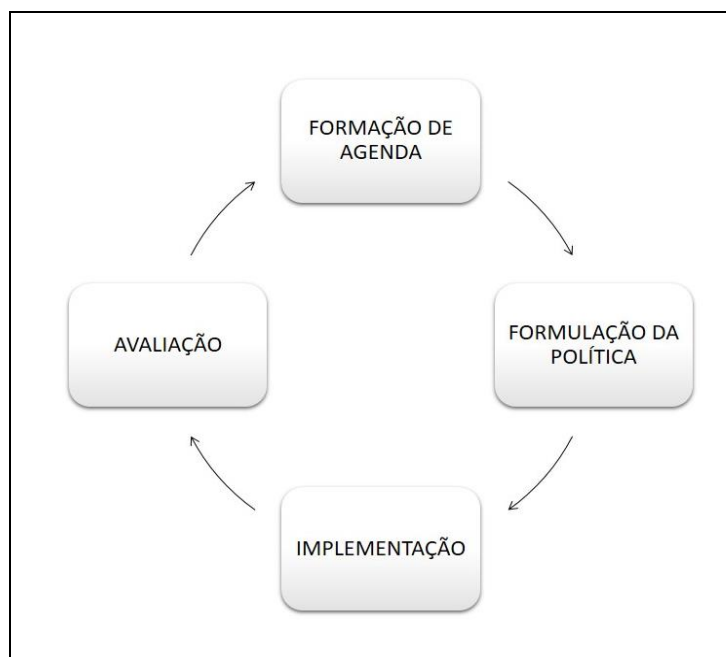 FORMAÇÃO DE
AGENDA
FORMULAÇÃO DA
POLÍTICA
IMPLEMENTAÇÃO
AVALIAÇÃO